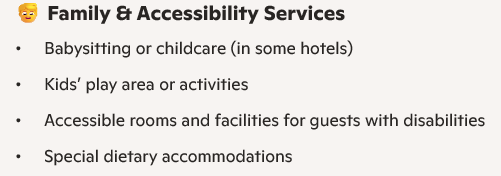 Family & Accessibility Services
• Babysitting or childcare (in some hotels)
• Kids’ play area or activities
• Accessible rooms and facilities for guests with disabilities
• Special dietary accommodations